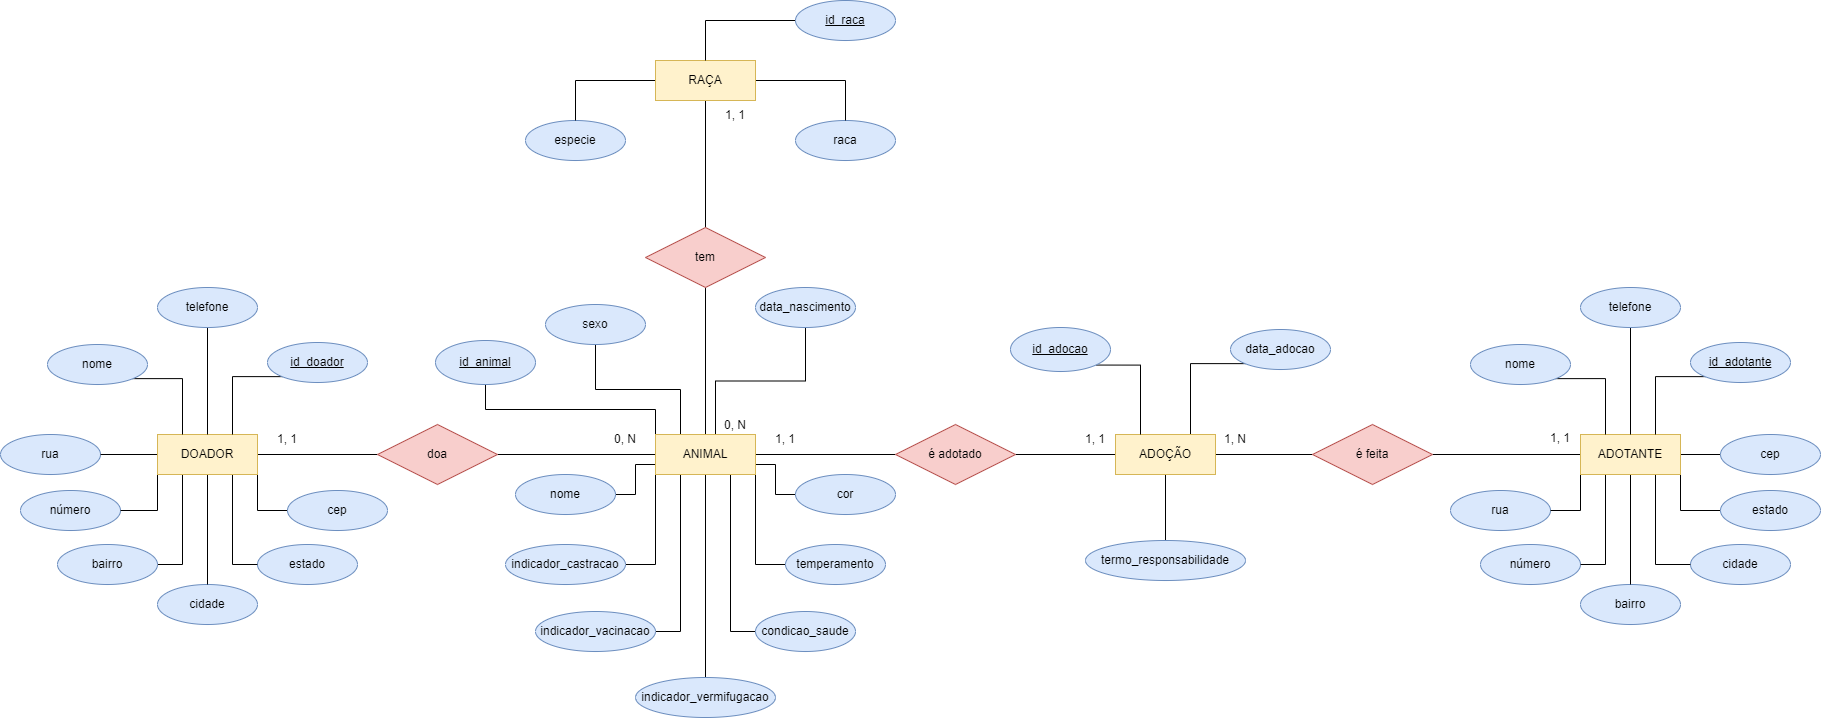 id_raca
RAÇA
1, 1
especie
raca
tem
telefone
sexo
data_nascimento
telefone
nome
id_doador
id_animal
id_adocao
data_adocao
nome
id_adotante
rua
DOADOR
1, 1
doa
0, N
ANIMAL
0, N
1, 1
é adotado
1, 1
ADOÇÃO
1, N
é feita
1, 1
ADOTANTE
cep
número
cep
nome
cor
rua
estado
bairro
estado
indicador_castracao
temperamento
termo_responsabilidade
número
cidade
cidade
bairro
indicador_vacinacao
condicao_saude
indicador_vermifugacao